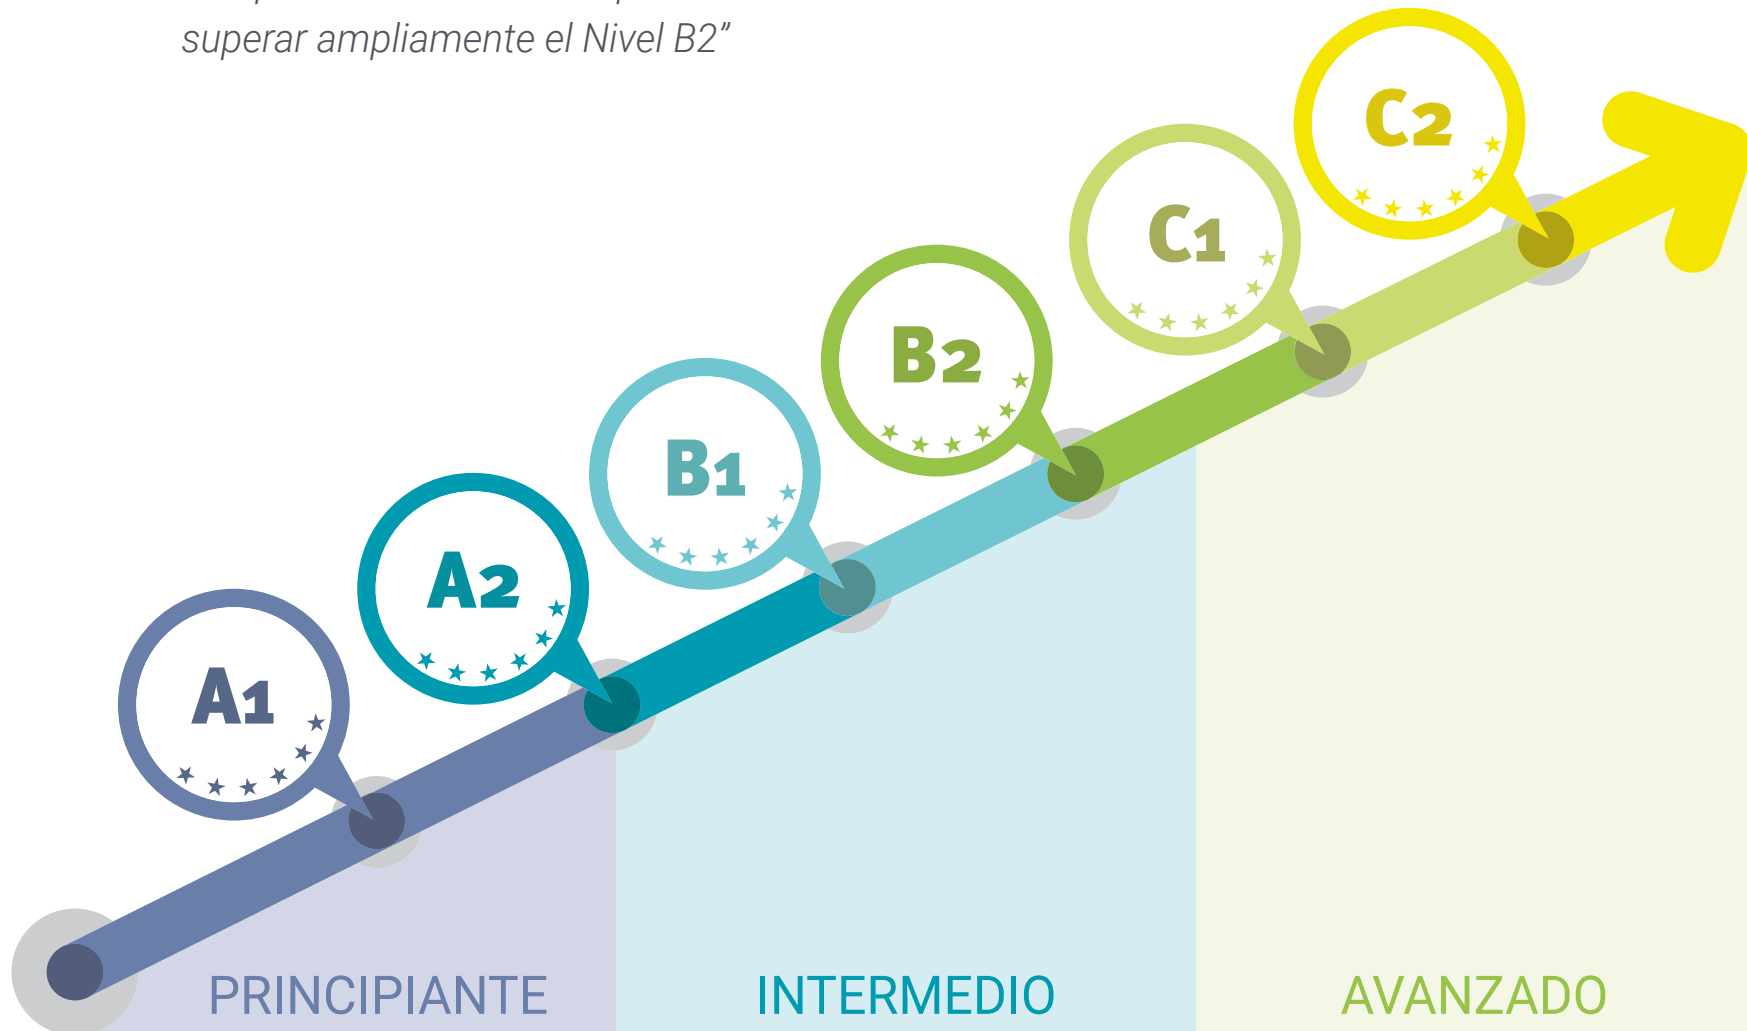 superar ampliamente el Nivel B2”
C2
C1
B2
B1
A2
A1
PRINCIPIANTE
INTERMEDIO
AVANZADO